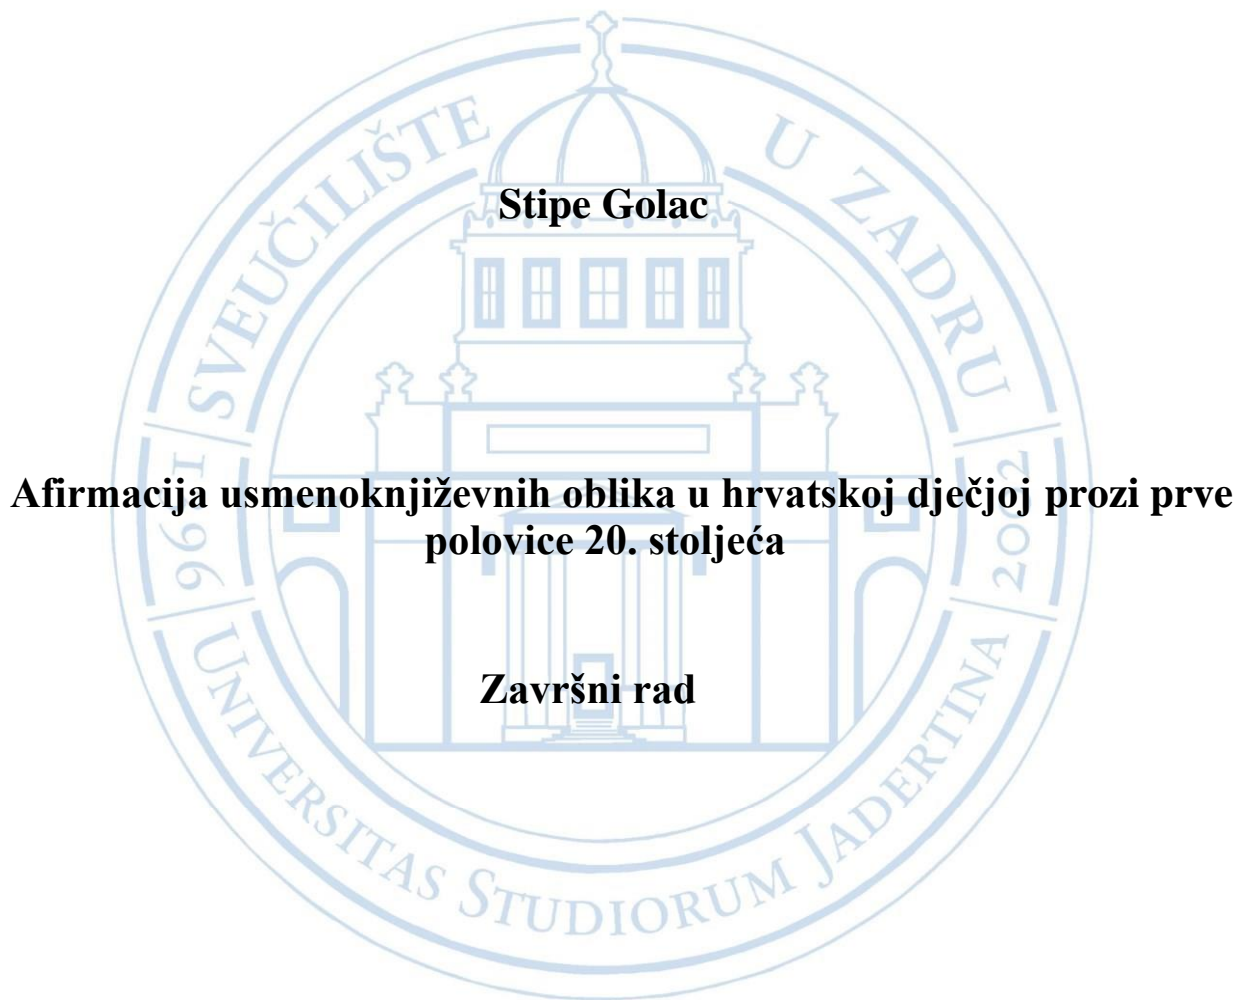 SVEUČILIŠTE U ZADRU
Stipe Golac
Afirmacija usmenoknjiževnih oblika u hrvatskoj dječjoj prozi prve
polovice 20. stoljeća
1396
2002
Završni rad
UNIVERSITAS STUDIORUM JADERTINA